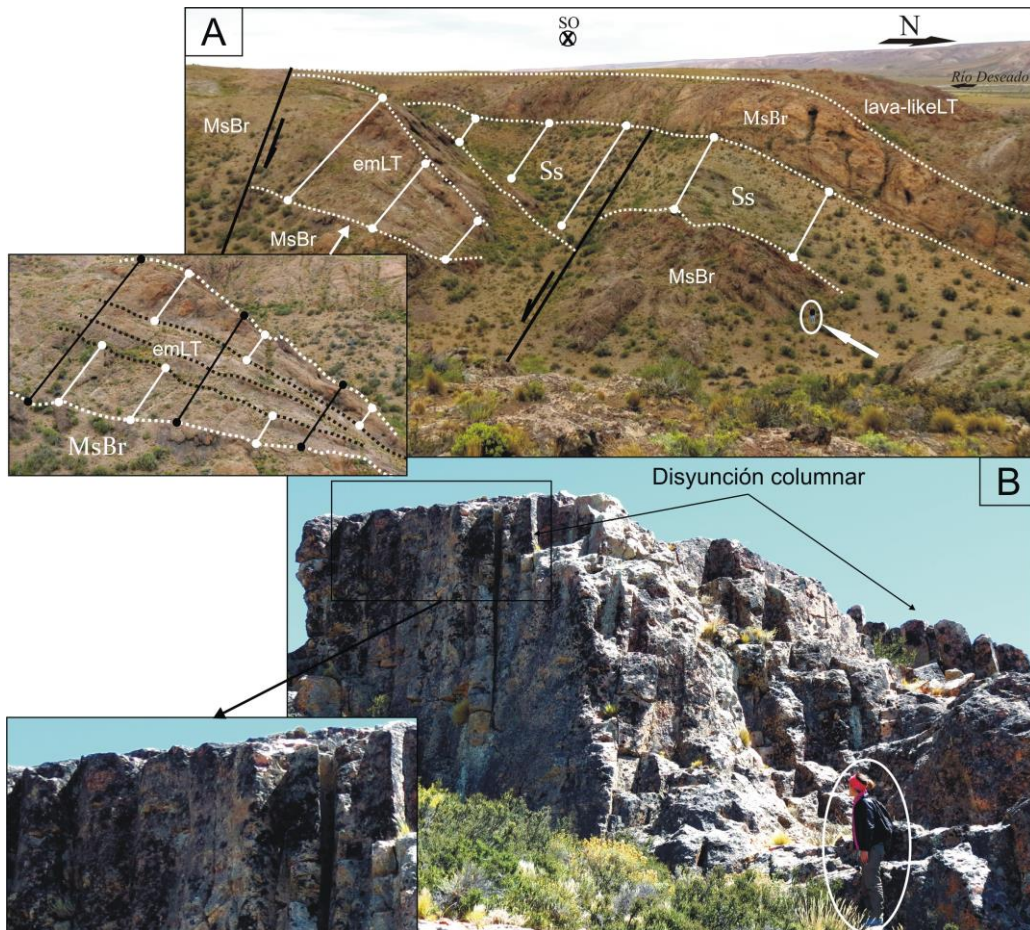 A
SO
N
Río Deseado
MsBr
emLT
Ss
MsBr
lava-likeLT
Ss
MsBr
MsBr
emLT
MsBr
Disyunción columnar
B